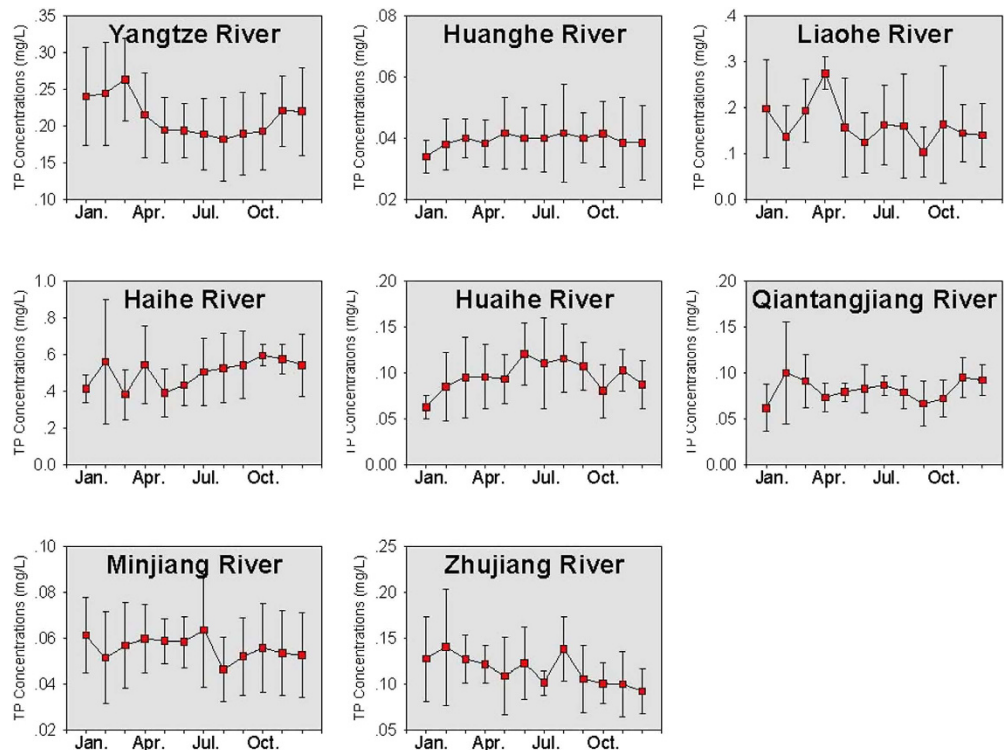 Yangtze River
TP Concentrations (mg/L)
.35
.30
.25
.20
.15
.10
Jan. Apr. Jul. Oct.
Huanghe River
TP Concentrations (mg/L)
.08
.06
.04
.02
Jan. Apr. Jul. Oct.
Liaohe River
TP Concentrations (mg/L)
.4
.3
.2
.1
0.0
Jan. Apr. Jul. Oct.
Haihe River
TP Concentrations (mg/L)
1.0
.8
.6
.4
.2
0.0
Jan. Apr. Jul. Oct.
Huaihe River
TP Concentrations (mg/L)
.20
.15
.10
.05
0.00
Jan. Apr. Jul. Oct.
Qiantangjiang River
TP Concentrations (mg/L)
.20
.15
.10
.05
0.00
Jan. Apr. Jul. Oct.
Minjiang River
TP Concentrations (mg/L)
.10
.08
.06
.04
.02
Jan. Apr. Jul. Oct.
Zhujiang River
TP Concentrations (mg/L)
.25
.20
.15
.10
.05
Jan. Apr. Jul. Oct.